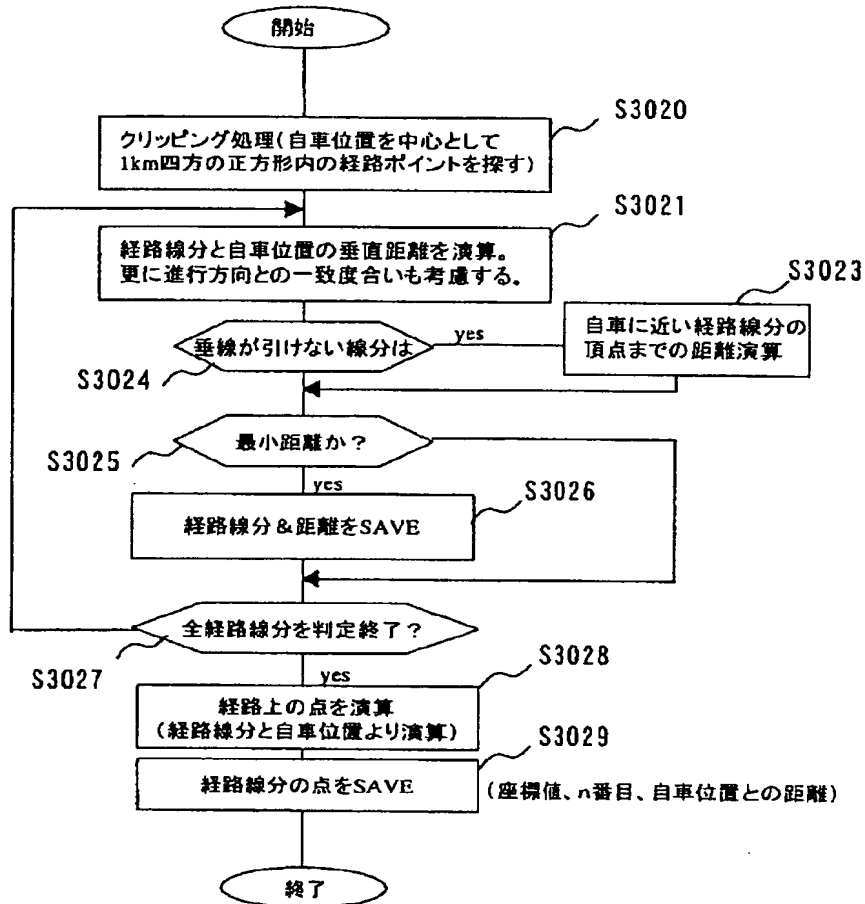 開始
S3020
クリッピング処理(自車位置を中心として
1km四方の正方形内の経路ポイントを探す)
S3021
経路線分と自車位置の垂直距離を演算。
更に進行方向との一致度合いも考慮する。
S3023
垂線が引けない線分は
yes
自車に近い経路線分の
頂点までの距離演算
S3024
最小距離か?
S3025
yes
S3026
経路線分&距離をSAVE
全経路線分を判定終了?
S3027
yes
S3028
経路上の点を演算
(経路線分と自車位置より演算)
S3029
経路線分の点をSAVE
(座標値、n番目、自車位置との距離)
終了